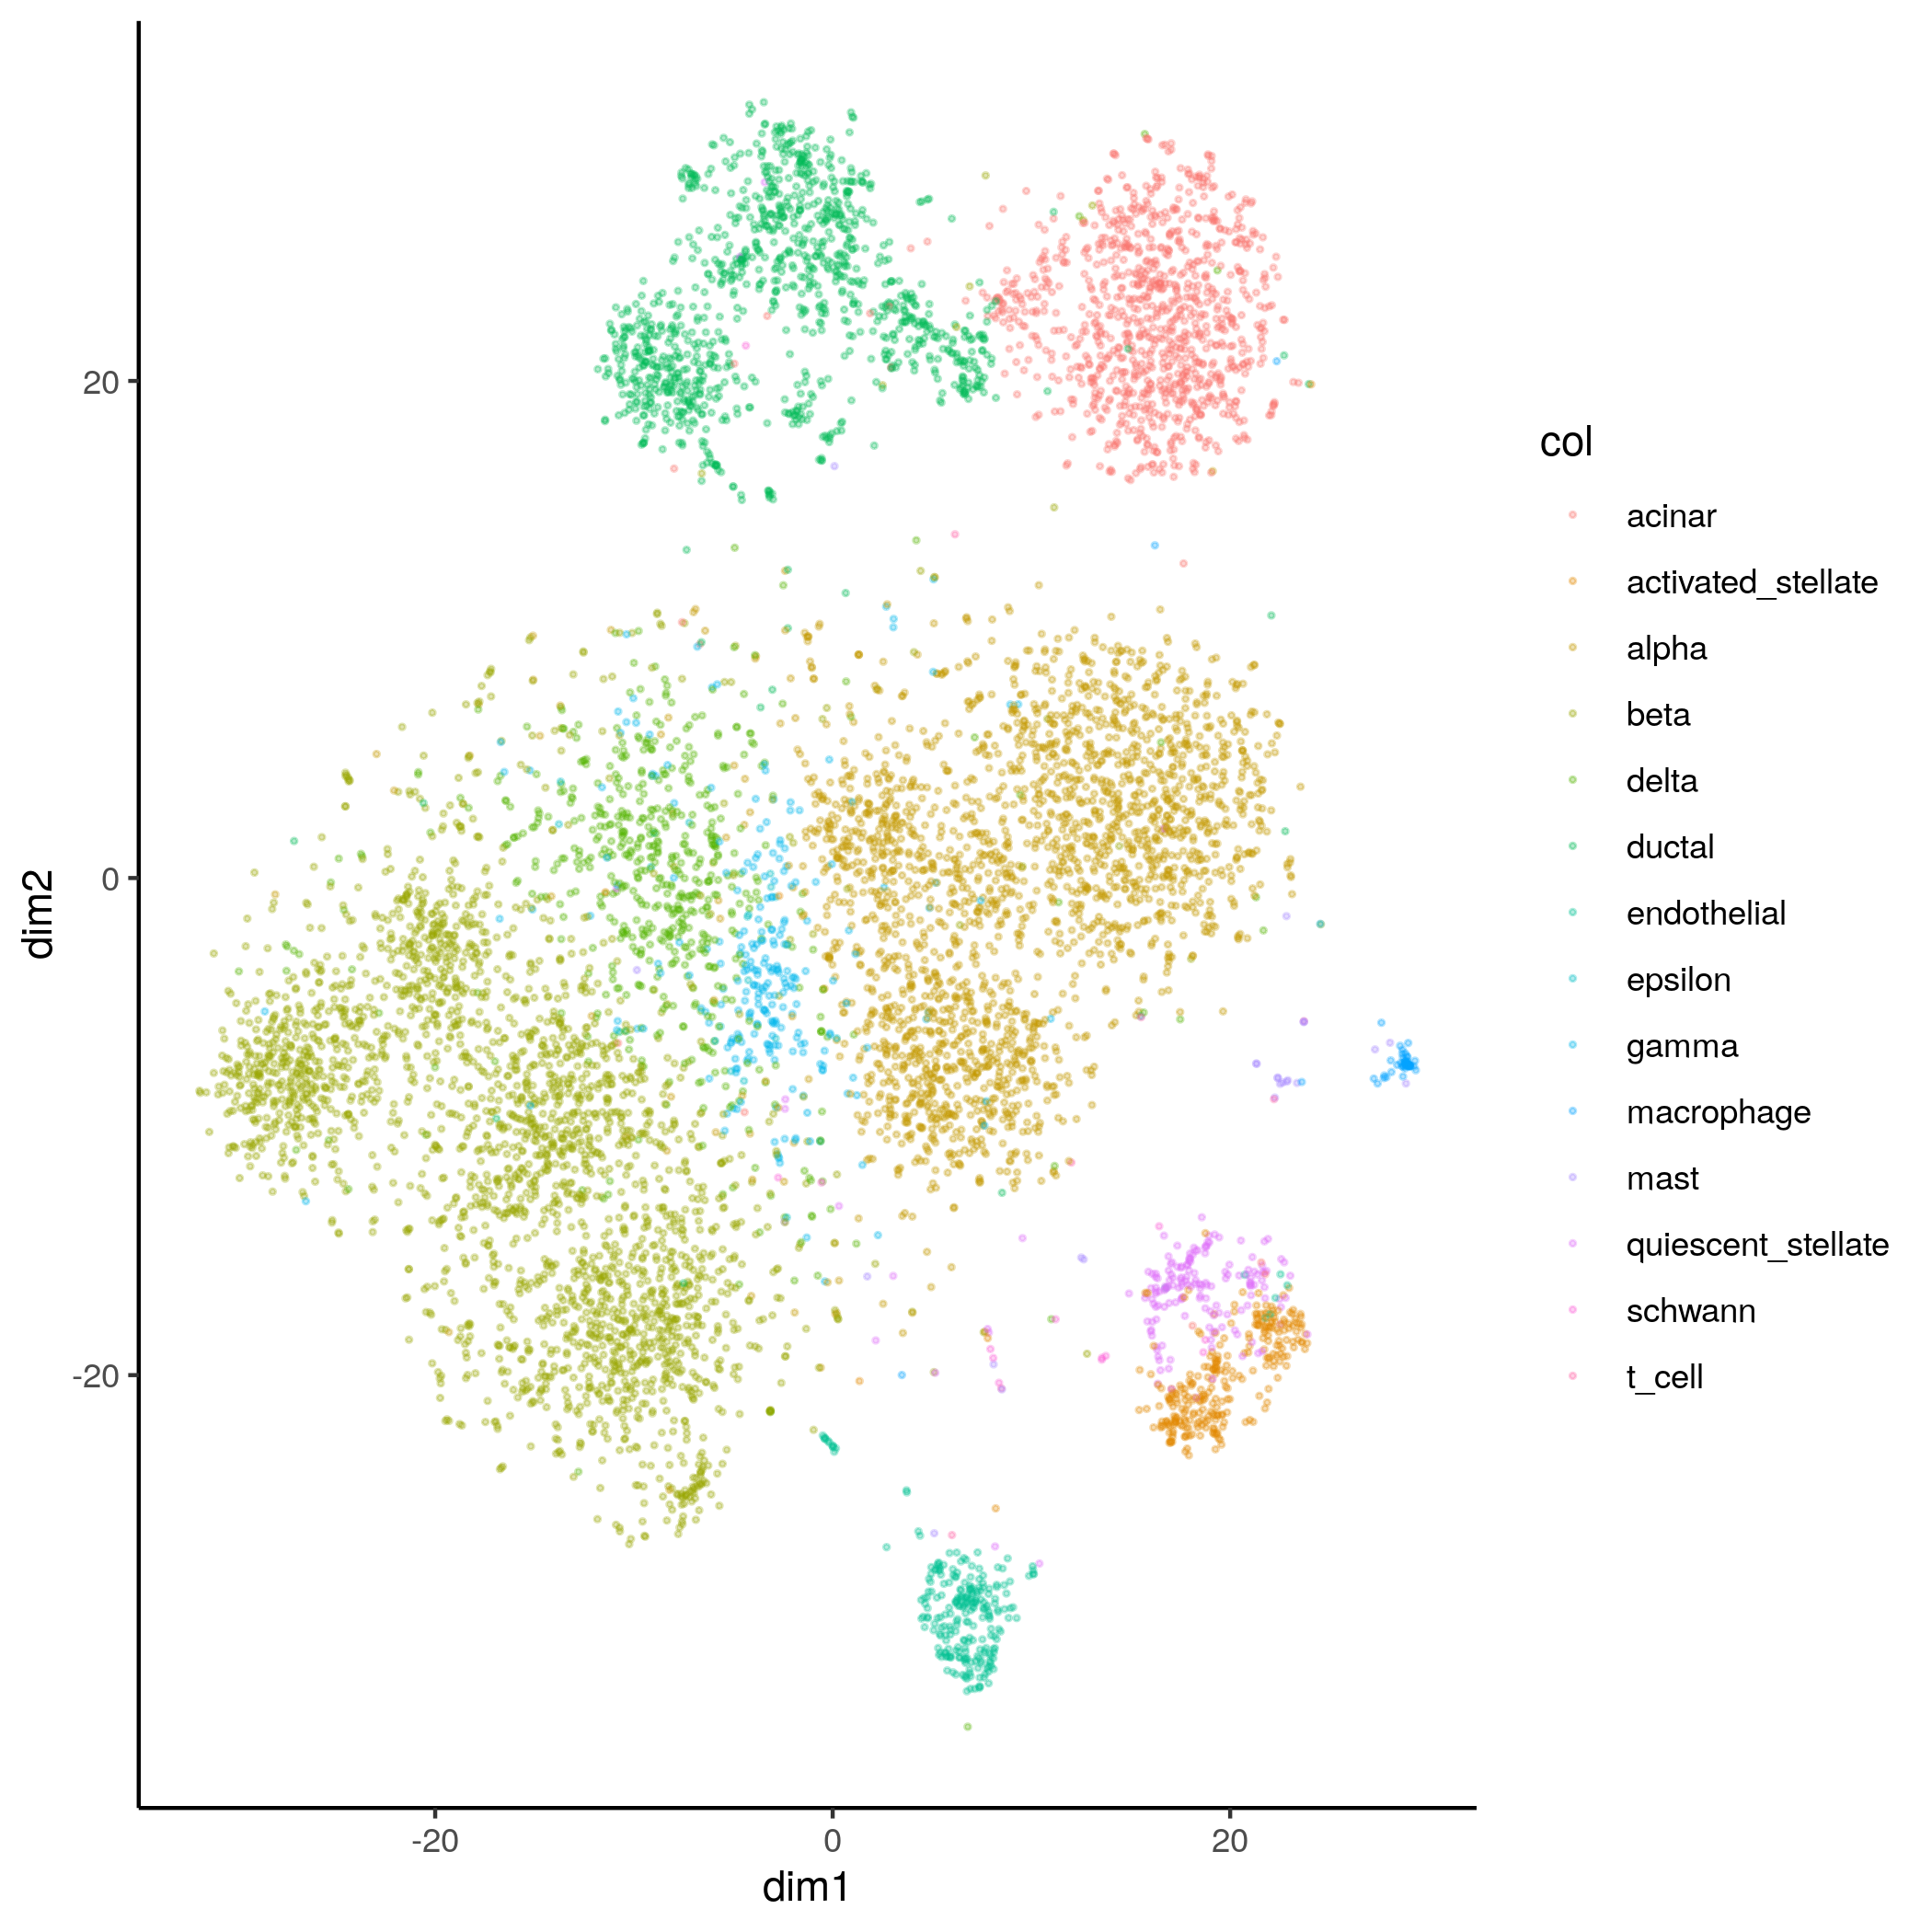 20
0
-20
dim2
-20
0
20
dim1
col
acinar
activated_stellate
alpha
beta
delta
ductal
endothelial
epsilon
gamma
macrophage
mast
quiescent_stellate
schwann
t_cell